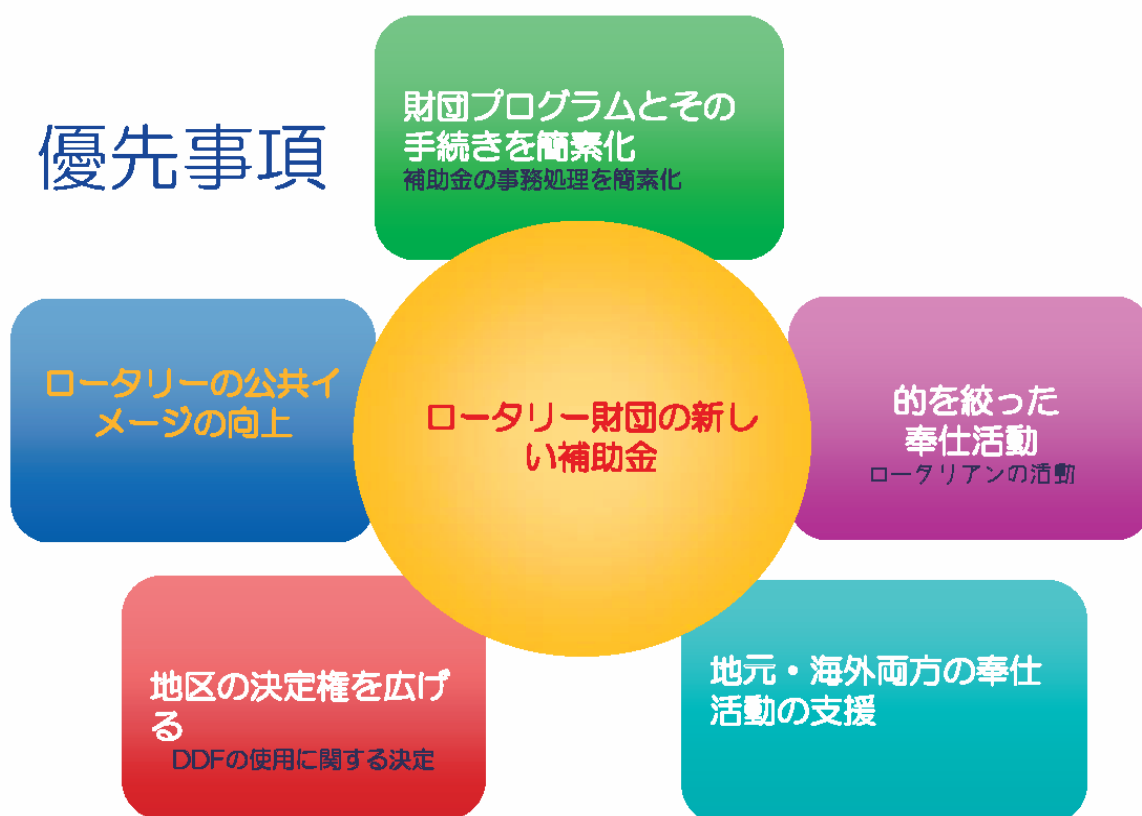 優先事項
財団プログラムとその
手続きを簡素化
補助金の事務処理を簡素化
ロータリーの公共イ
メージの向上
ロータリー財団の新し
い補助金
的を絞った
奉仕活動
ロータリアンの活動
地区の決定権を広げ
る
DDFの使用に関する決定
地元・海外両方の奉仕
活動の支援